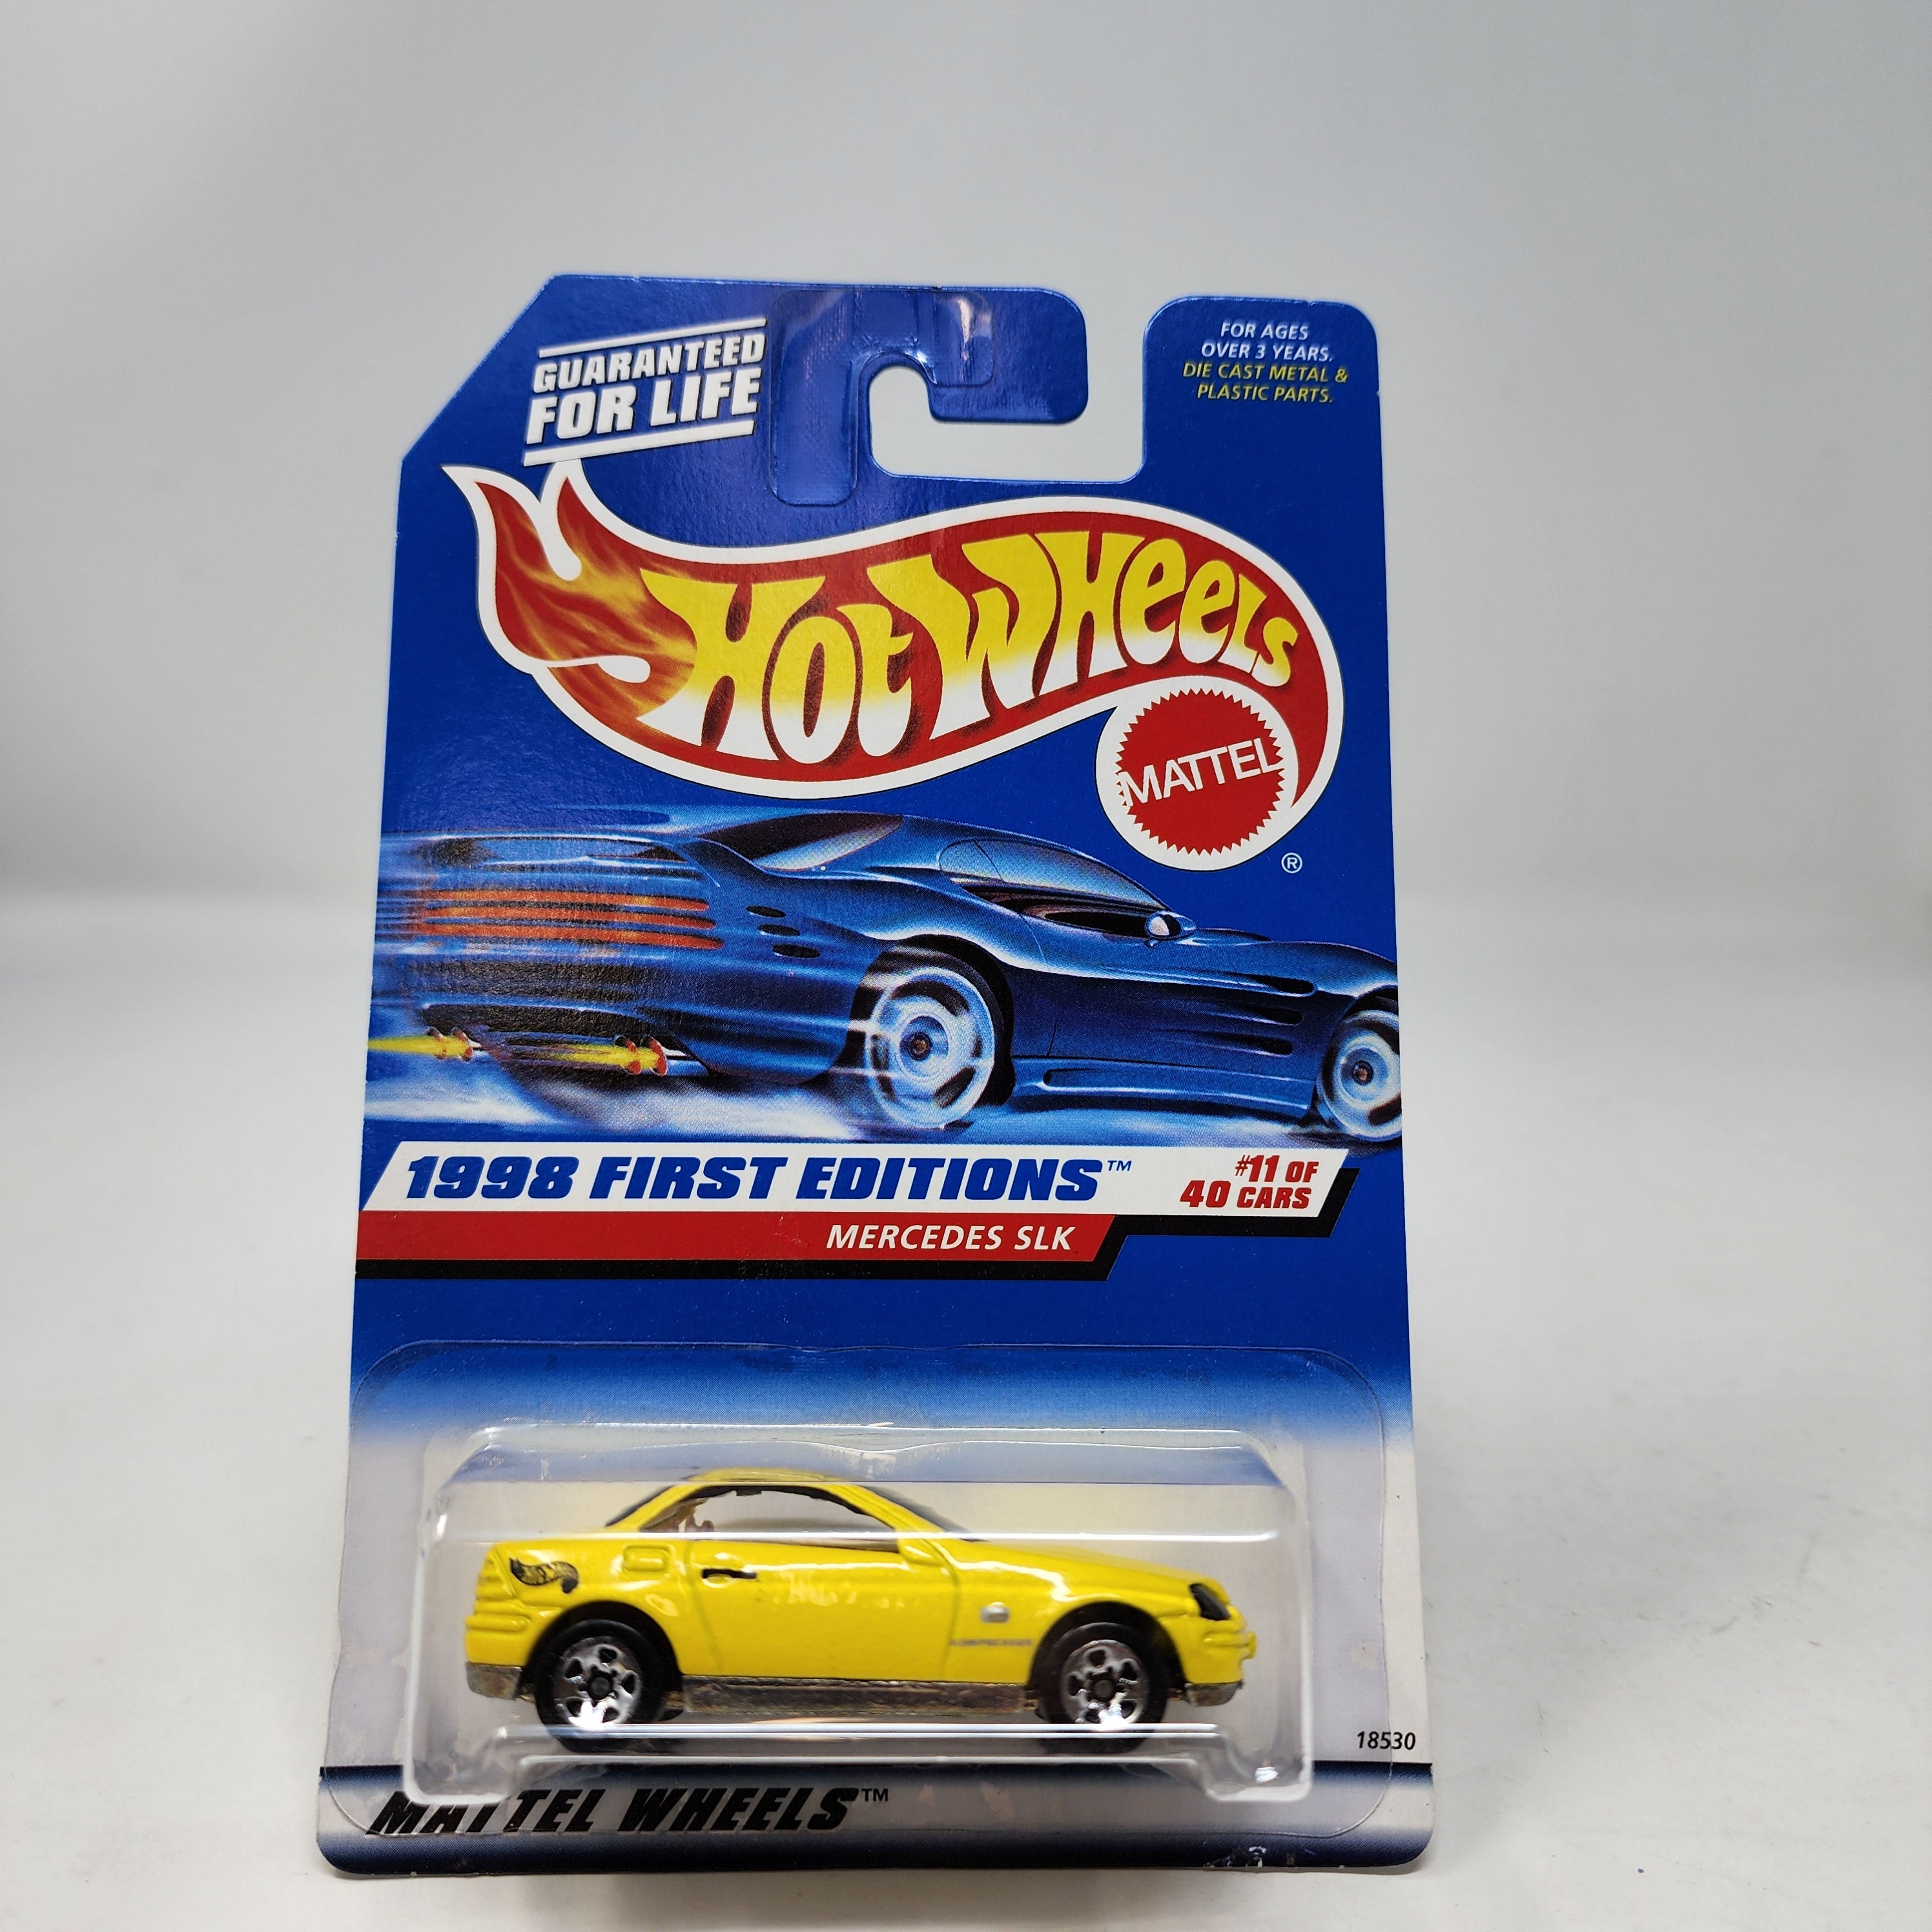 GUARANTEED
FOR LIFE
FOR AGES
OVER 3 YEARS.
DIE CAST METAL &
PLASTIC PARTS.
Hot Wheels
MATTEL
®
1998 FIRST EDITIONS™
#11 OF
40 CARS
MERCEDES SLK
18530
MATTEL WHEELS™